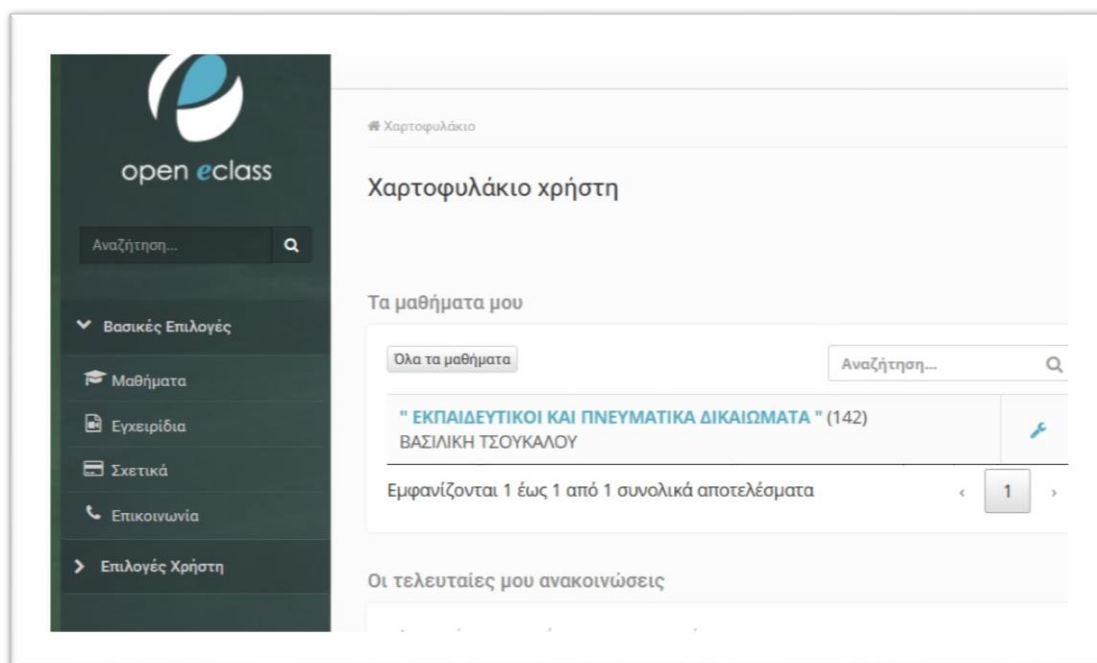 open eclass
Αναζήτηση...
Βασικές Επιλογές
Μαθήματα
Εγχειρίδια
Σχετικά
Επικοινωνία
Επιλογές Χρήστη
Χαρτοφυλάκιο
Χαρτοφυλάκιο χρήστη
Τα μαθήματα μου
Όλα τα μαθήματα
Αναζήτηση...
" ΕΚΠΑΙΔΕΥΤΙΚΟΙ ΚΑΙ ΠΝΕΥΜΑΤΙΚΑ ΔΙΚΑΙΩΜΑΤΑ " (142)
ΒΑΣΙΛΙΚΗ ΤΣΟΥΚΑΛΟΥ
Εμφανίζονται 1 έως 1 από 1 συνολικά αποτελέσματα
‹ 1 ›
Οι τελευταίες μου ανακοινώσεις